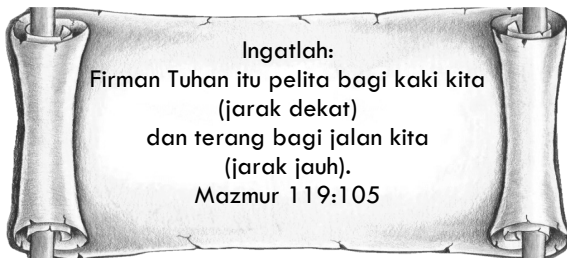 Ingatlah:
Firman Tuhan itu pelita bagi kaki kita
(jarak dekat)
dan terang bagi jalan kita
(jarak jauh).
Mazmur 119:105